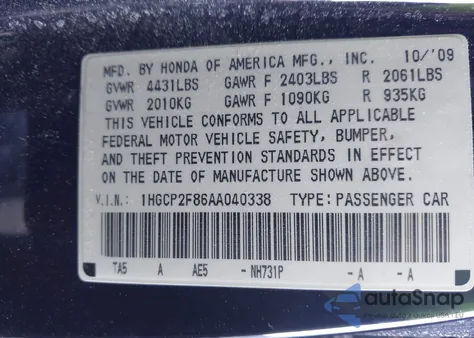 MFD. BY HONDA OF AMERICA MFG., INC. 10/'09
GVWR 4431LBS GAWR F 2403LBS R 2061LBS
GVWR 2010KG GAWR F 1090KG R 935KG
THIS VEHICLE CONFORMS TO ALL APPLICABLE
FEDERAL MOTOR VEHICLE SAFETY, BUMPER,
AND THEFT PREVENTION STANDARDS IN EFFECT
ON THE DATE OF MANUFACTURE SHOWN ABOVE.
V.I.N.: 1HGCP2F86AA040338 TYPE: PASSENGER CAR
TA5 A AE5 -NH731P -A -A
autoSnap